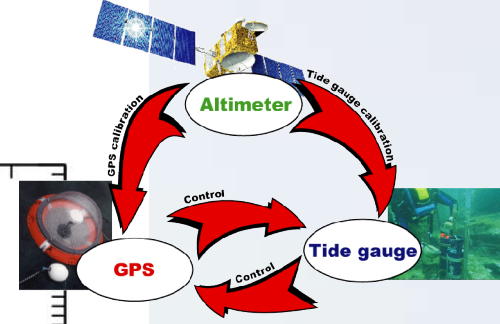 Altimeter
GPS calibration
Tide gauge calibration
Control
Tide gauge
GPS
Control